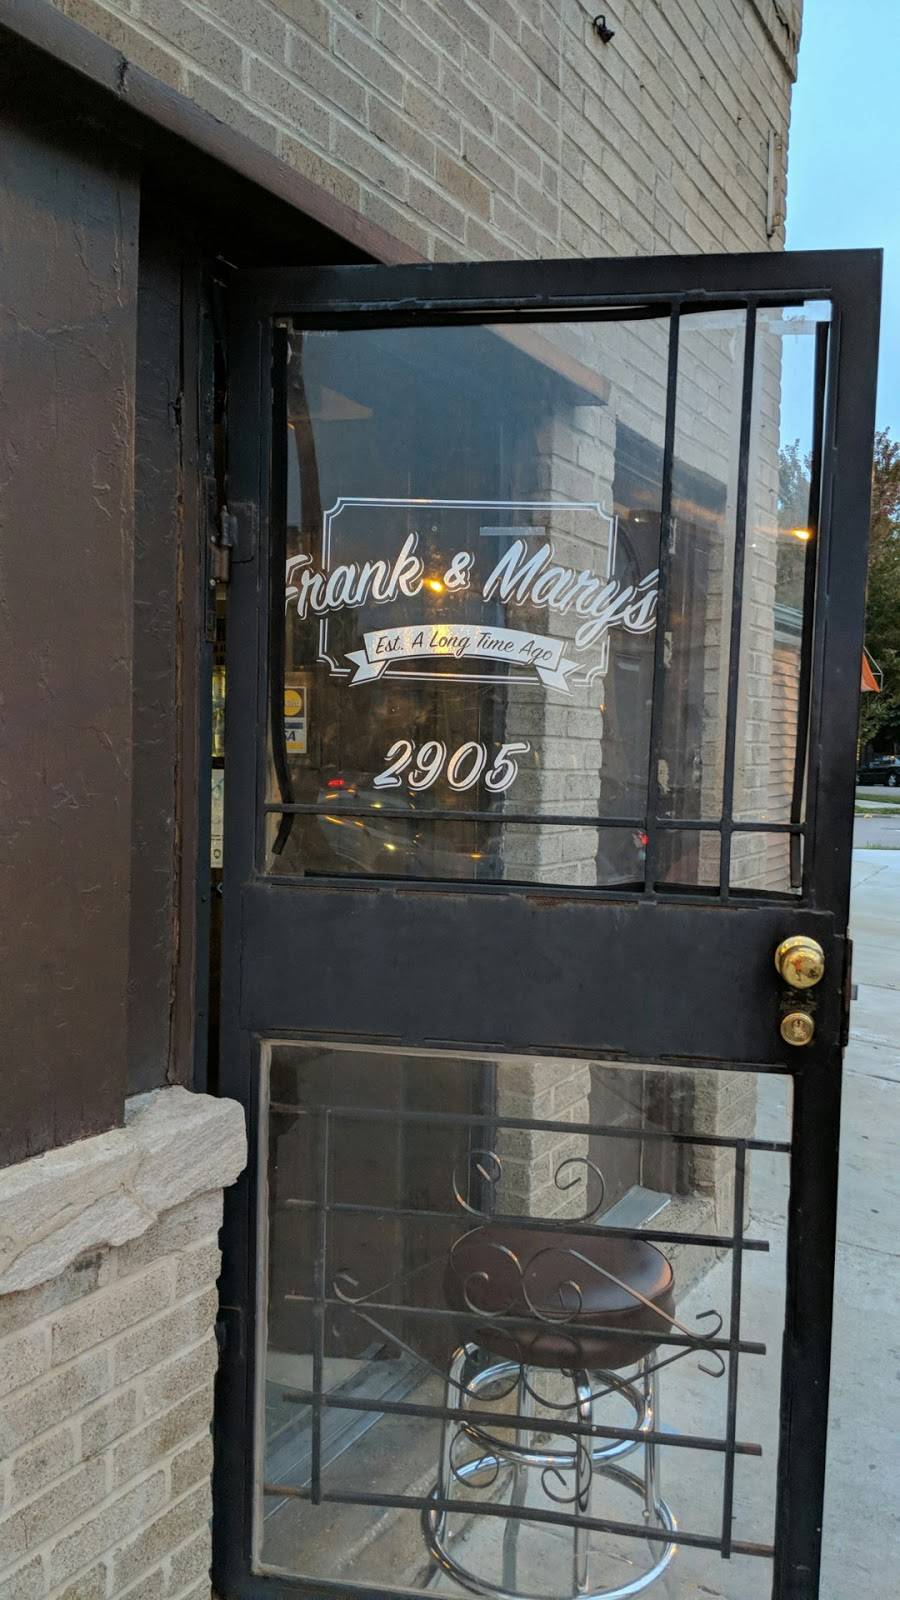 Frank & Mary's
Est. A Long Time Ago
2905